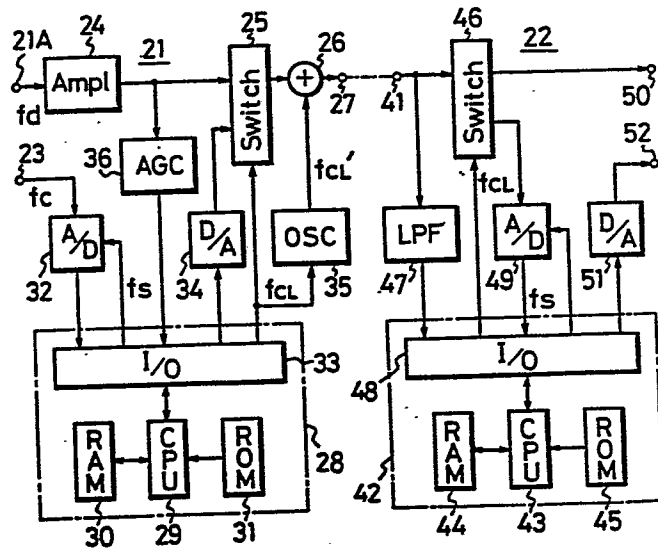 25
46
24
21
26
22
21A
Ampl
Switch
+
27
41
Switch
50
fd
36
AGC
fcL'
52
23
fc
fcL
A/D
D/A
OSC
LPF
A/D
D/A
32
fs
34
fcL
35
47
49
fs
51
I/O
33
48
I/O
RAM
CPU
ROM
28
42
RAM
CPU
ROM
30
29
31
44
43
45